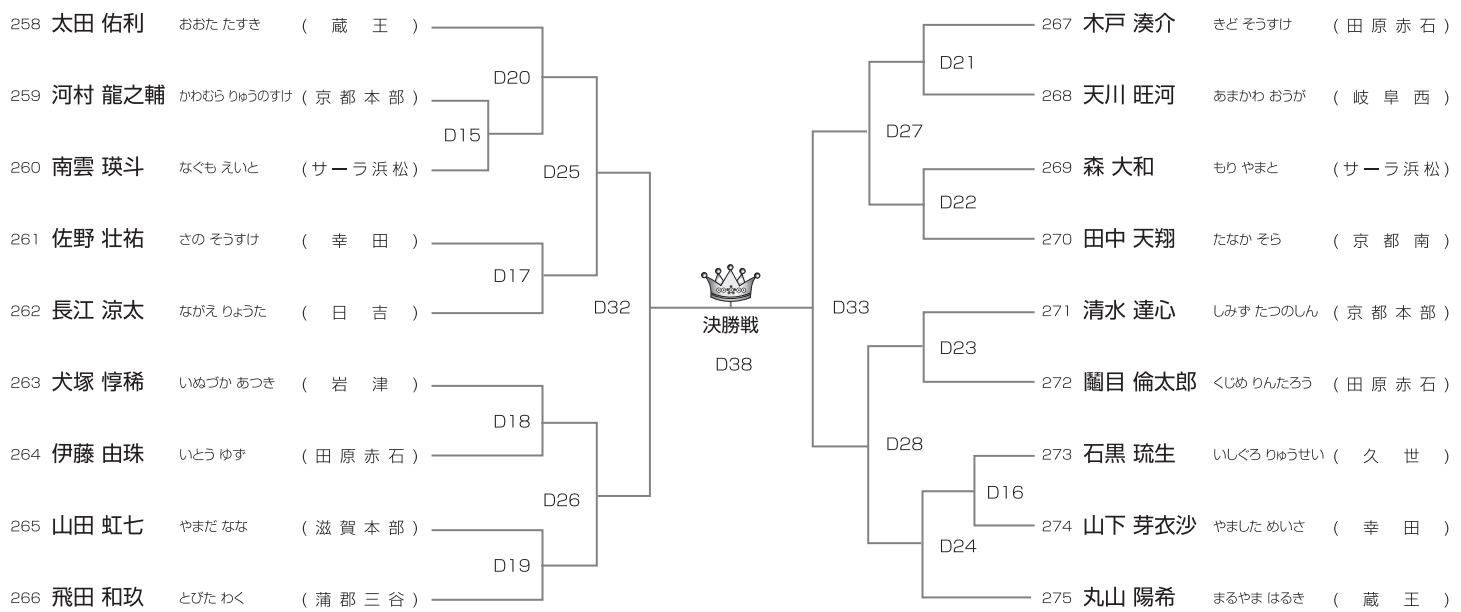 258 太田 佑利 おおた たすき ( 蔵 王 )
D20
259 河村 龍之輔 かわむら りゅうのすけ ( 京 都 本 部 )
D15
260 南雲 瑛斗 なぐも えいと ( サ ー ラ 浜 松 )
D25
261 佐野 壮祐 さの そうすけ ( 幸 田 )
D17
262 長江 涼太 ながえ りょうた ( 日 吉 )
D32
263 犬塚 惇稀 いぬづか あつき ( 岩 津 )
D18
264 伊藤 由珠 いとう ゆず ( 田 原 赤 石 )
D26
265 山田 虹七 やまだ なな ( 滋 賀 本 部 )
D19
266 飛田 和玖 とびた わく ( 蒲 郡 三 谷 )
決勝戦
D38
267 木戸 湊介 きど そうすけ ( 田 原 赤 石 )
D21
268 天川 旺河 あまかわ おうが ( 岐 阜 西 )
D27
269 森 大和 もり やまと ( サ ー ラ 浜 松 )
D22
270 田中 天翔 たなか そら ( 京 都 南 )
D33
271 清水 達心 しみず たつのしん ( 京 都 本 部 )
D23
272 鬮目 倫太郎 くじめ りんたろう ( 田 原 赤 石 )
D28
273 石黒 琉生 いしぐろ りゅうせい ( 久 世 )
D16
274 山下 芽衣沙 やました めいさ ( 幸 田 )
D24
275 丸山 陽希 まるやま はるき ( 蔵 王 )